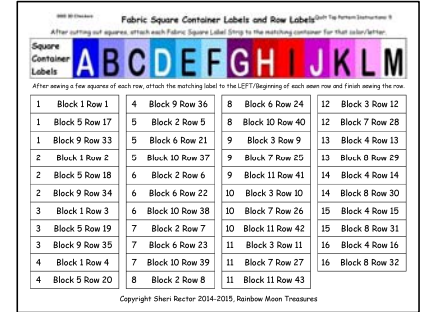 Fabric Square Container Labels and Row Labels
Quilt Top Pattern Instructions 5
After cutting out squares, attach each Fabric Square Label Strip to the matching container for that color/letter.
Square Container Labels
A B C D E F G H I J K L M
After sewing a few squares of each row, attach the matching label to the LEFT/Beginning of each sewn row and finish sewing the row.
1 Block 1 Row 1
1 Block 5 Row 17
1 Block 9 Row 33
2 Block 1 Row 2
2 Block 5 Row 18
2 Block 9 Row 34
3 Block 1 Row 3
3 Block 5 Row 19
3 Block 9 Row 35
4 Block 1 Row 4
4 Block 5 Row 20
4 Block 9 Row 36
5 Block 2 Row 5
5 Block 6 Row 21
5 Block 10 Row 37
6 Block 2 Row 6
6 Block 6 Row 22
6 Block 10 Row 38
7 Block 2 Row 7
7 Block 6 Row 23
7 Block 10 Row 39
8 Block 2 Row 8
8 Block 6 Row 24
8 Block 10 Row 40
9 Block 3 Row 9
9 Block 7 Row 25
9 Block 11 Row 41
10 Block 3 Row 10
10 Block 7 Row 26
10 Block 11 Row 42
11 Block 3 Row 11
11 Block 7 Row 27
11 Block 11 Row 43
12 Block 3 Row 12
12 Block 7 Row 28
13 Block 4 Row 13
13 Block 8 Row 29
14 Block 4 Row 14
14 Block 8 Row 30
15 Block 4 Row 15
15 Block 8 Row 31
16 Block 4 Row 16
16 Block 8 Row 32
Copyright Sheri Rector 2014-2015, Rainbow Moon Treasures